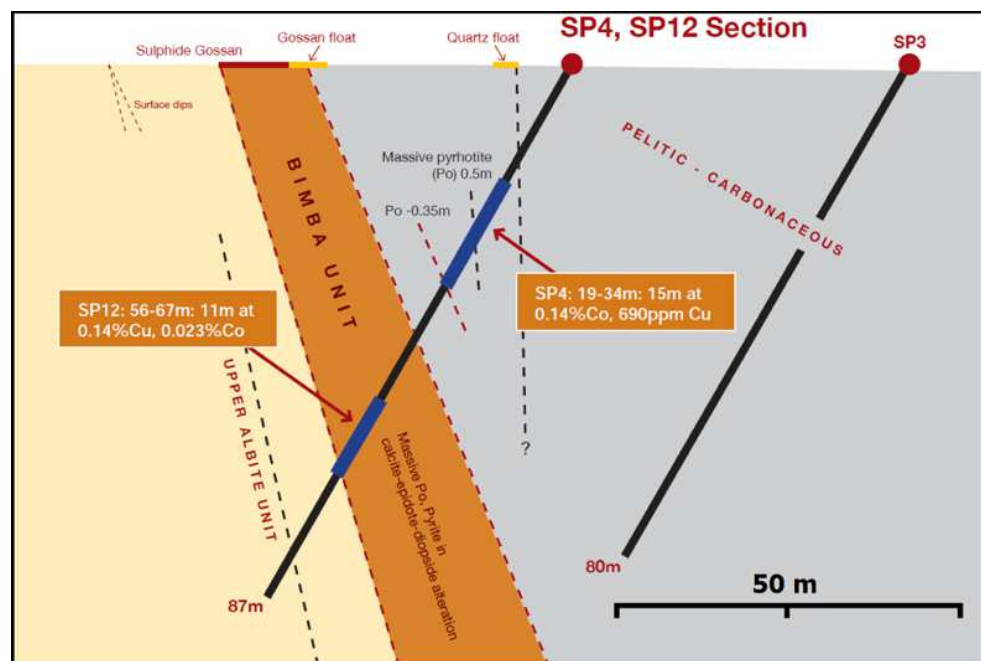 SP4, SP12 Section
SP3
Gossan float
Quartz float
Sulphide Gossan
Surface dips
Massive pyrhotite
(Po) 0.5m
Po -0.35m
PELITIC - CARBONACEOUS
BIMBA UNIT
SP12: 56-67m: 11m at
0.14%Cu, 0.023%Co
SP4: 19-34m: 15m at
0.14%Co, 690ppm Cu
UPPER ALBITE UNIT
Massive Po, Pyrite in
calcite-epidote-diopside alteration
?
87m
80m
50 m